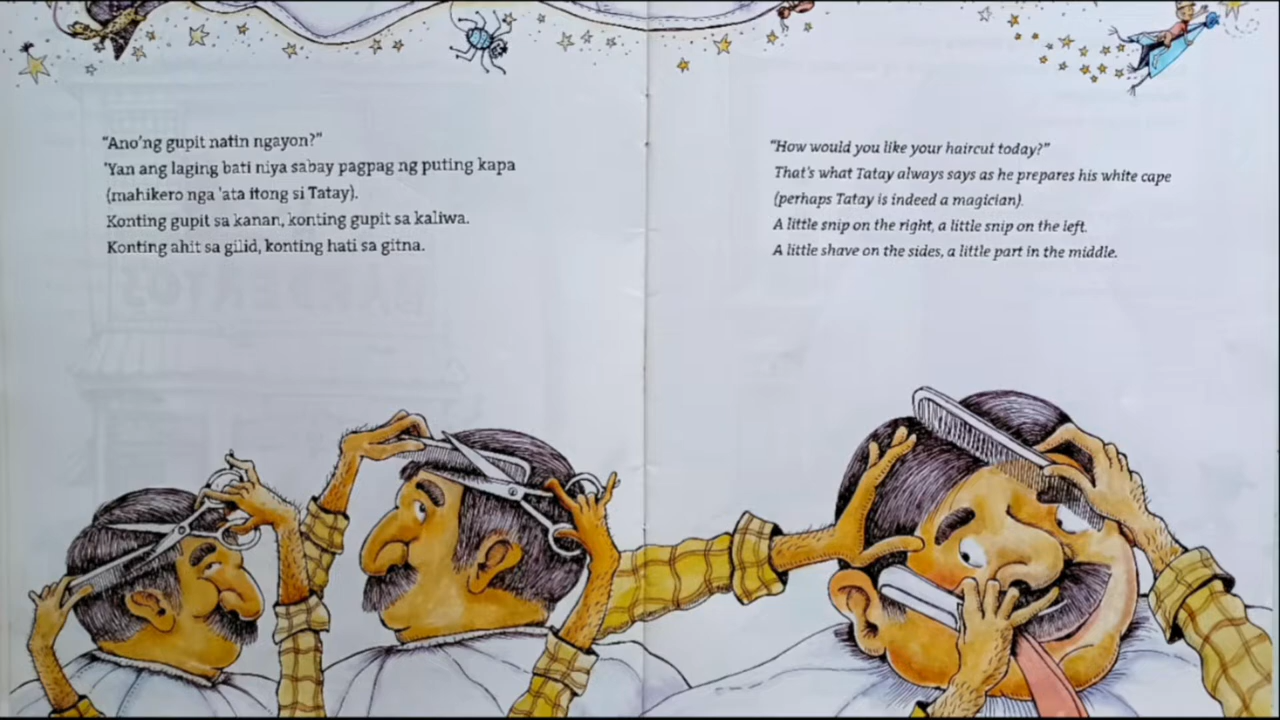 “Ano’ng gupit natin ngayon?”
’Yan ang laging bati niya sabay pagpag ng puting kapa
(mahikero nga ’ata itong si Tatay).
Konting gupit sa kanan, konting gupit sa kaliwa.
Konting ahit sa gilid, konting hati sa gitna.
“How would you like your haircut today?”
That’s what Tatay always says as he prepares his white cape
(perhaps Tatay is indeed a magician).
A little snip on the right, a little snip on the left.
A little shave on the sides, a little part in the middle.